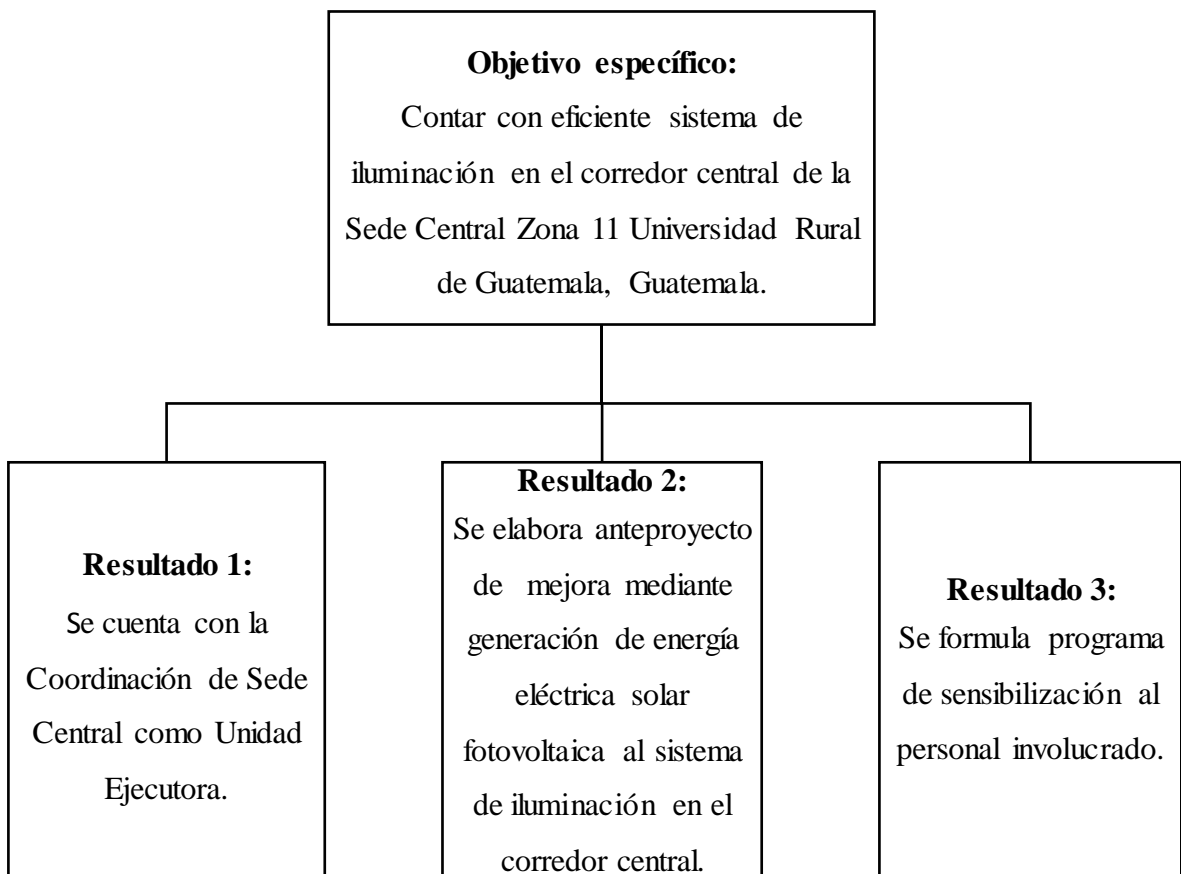 Objetivo específico:
Contar con eficiente sistema de
iluminación en el corredor central de la
Sede Central Zona 11 Universidad Rural
de Guatemala, Guatemala.
Resultado 1:
Se cuenta con la
Coordinación de Sede
Central como Unidad
Ejecutora.
Resultado 2:
Se elabora anteproyecto
de mejora mediante
generación de energía
eléctrica solar
fotovoltaica al sistema
de iluminación en el
corredor central.
Resultado 3:
Se formula programa
de sensibilización al
personal involucrado.